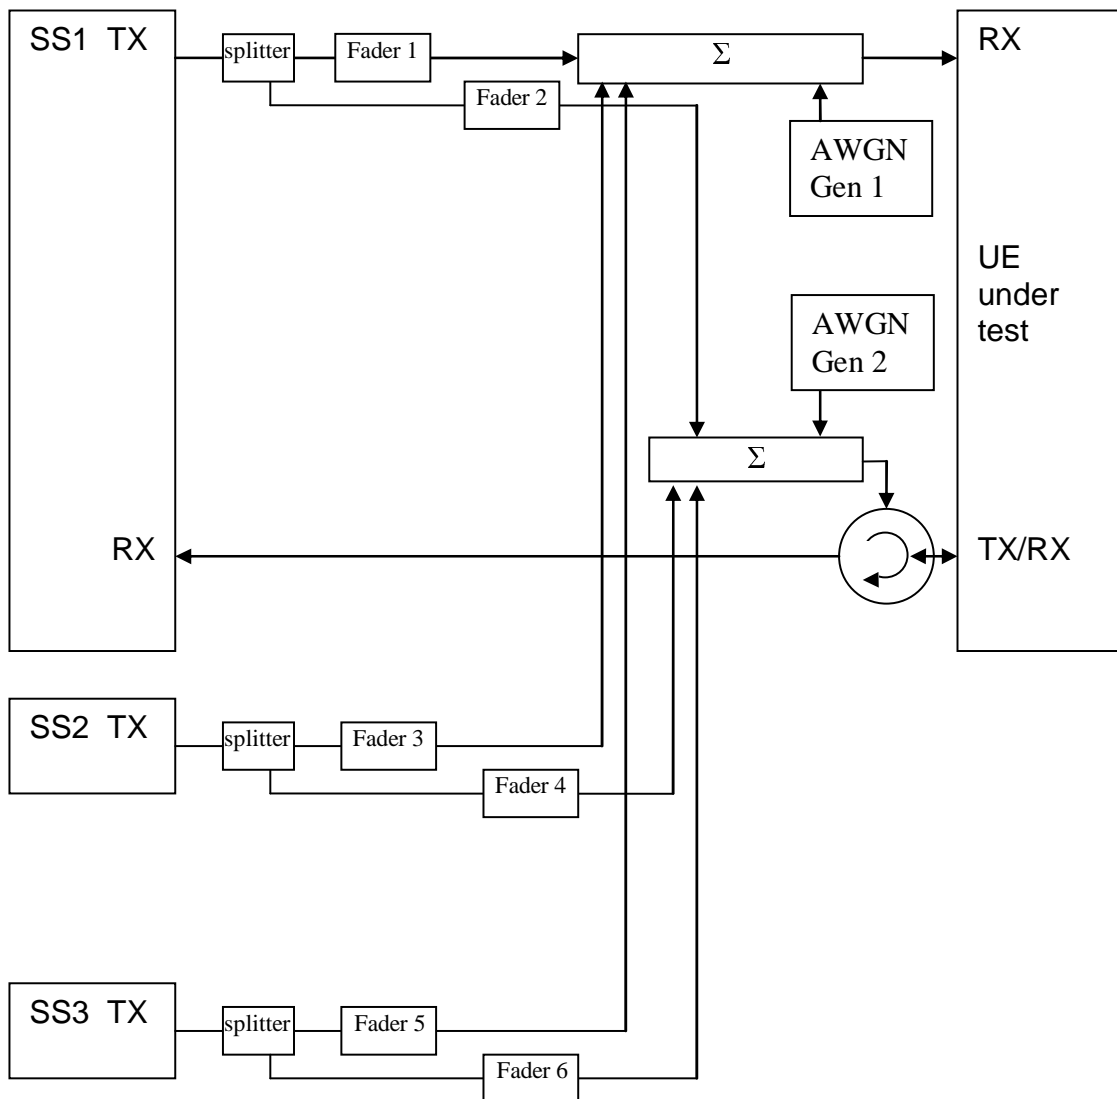 SS1 TX
splitter
Fader 1
Σ
RX
Fader 2
AWGN
Gen 1
UE
under
test
AWGN
Gen 2
Σ
RX
TX/RX
SS2 TX
splitter
Fader 3
Fader 4
SS3 TX
splitter
Fader 5
Fader 6